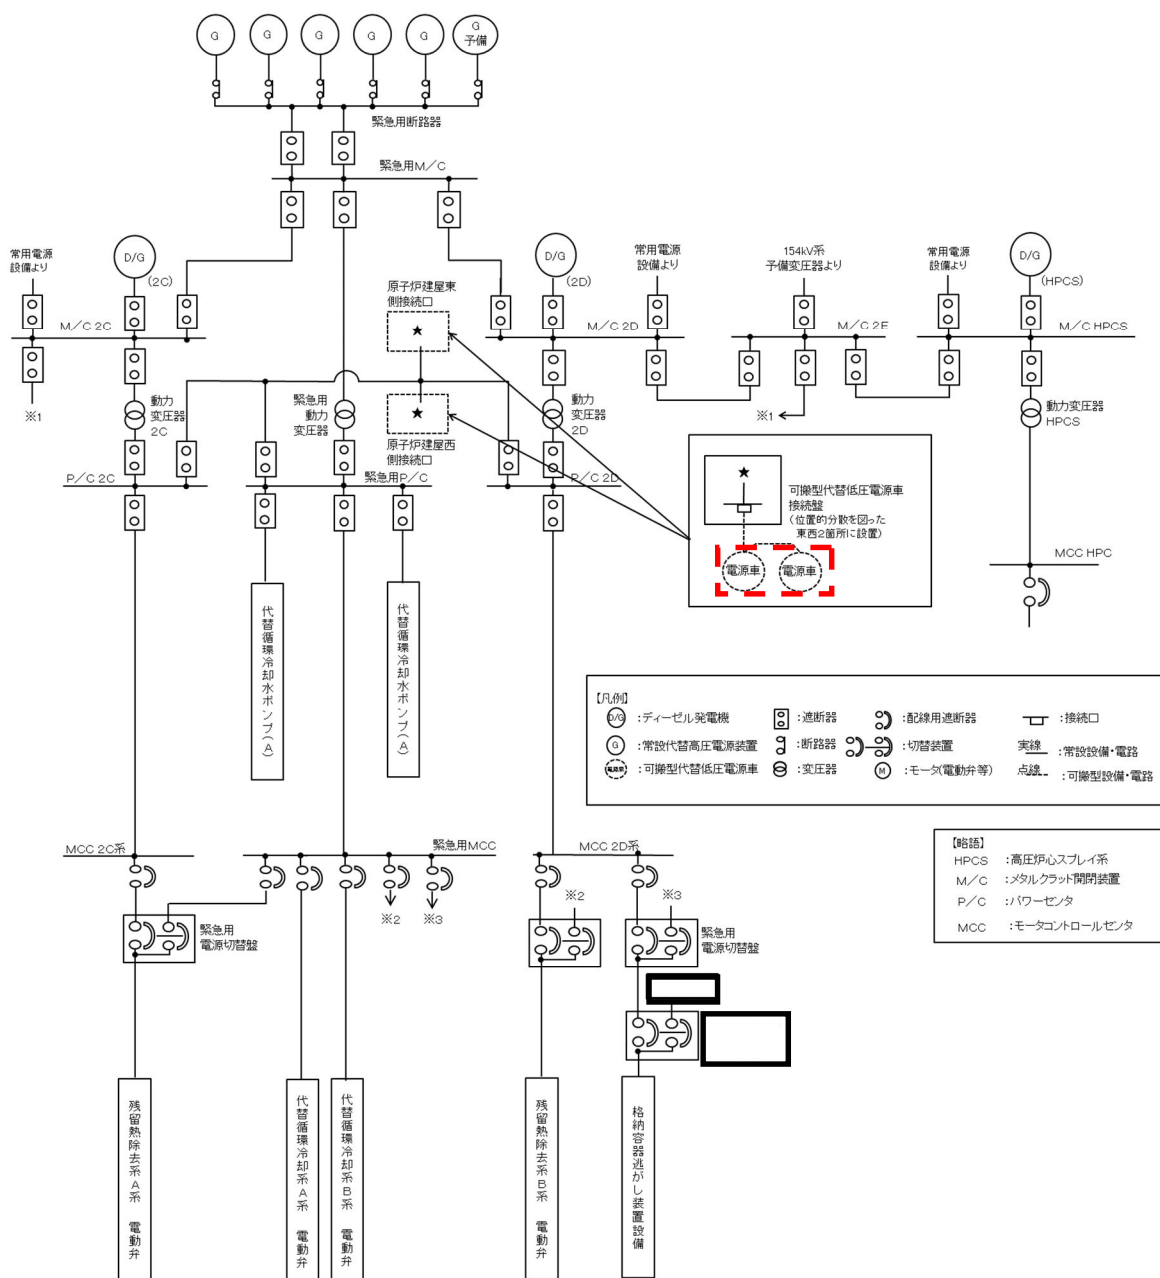 G
G
G
G
G
G
予備
緊急用断路器
緊急用M/C
常用電源
設備より
D/G
(2C)
M/C 2C
※1
原子炉建屋東
側接続口
★
D/G
(2D)
M/C 2D
常用電源
設備より
154kV系
予備変圧器より
M/C 2E
※1
常用電源
設備より
D/G
(HPCS)
M/C HPCS
動力
変圧器
2C
緊急用
動力
変圧器
★
原子炉建屋西
側接続口
動力
変圧器
2D
動力変圧器
HPCS
P/C 2C
緊急用P/C
P/C 2D
★
可搬型代替低圧電源車
接続盤
(位置的分散を図った
東西2箇所に設置)
電源車
電源車
MCC HPC
代替循環冷却水ポンプ(A)
代替循環冷却水ポンプ(A)
【凡例】
D/G :ディーゼル発電機
:遮断器
:配線用遮断器
:接続口
G :常設代替高圧電源装置
:断路器
:切替装置
実線 :常設設備・電路
電源車 :可搬型代替低圧電源車
:変圧器
M :モータ(電動弁等)
点線 :可搬型設備・電路
【略語】
HPCS :高圧炉心スプレイ系
M/C :メタルクラッド開閉装置
P/C :パワーセンタ
MCC :モータコントロールセンタ
MCC 2C系
緊急用MCC
※2
※3
緊急用
電源切替盤
MCC 2D系
※2
※3
緊急用
電源切替盤
残留熱除去系A系 電動弁
代替循環冷却系A系 電動弁
代替循環冷却系B系 電動弁
残留熱除去系B系 電動弁
格納容器逃がし装置設備